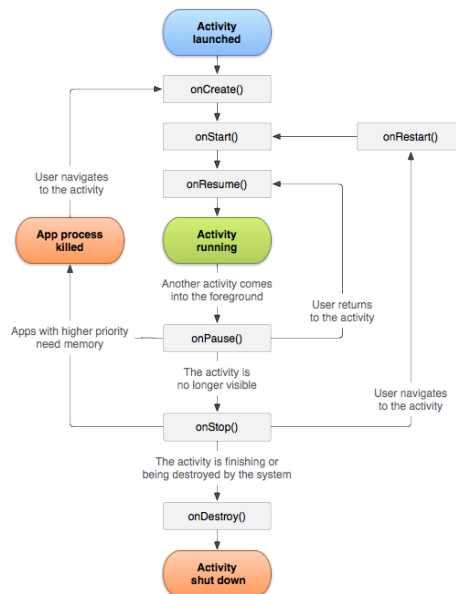 Activity
launched
onCreate()
onStart()
onRestart()
User navigates
to the activity
onResume()
App process
killed
Activity
running
Another activity comes
into the foreground
User returns
to the activity
Apps with higher priority
need memory
onPause()
The activity is
no longer visible
User navigates
to the activity
onStop()
The activity is finishing or
being destroyed by the system
onDestroy()
Activity
shut down